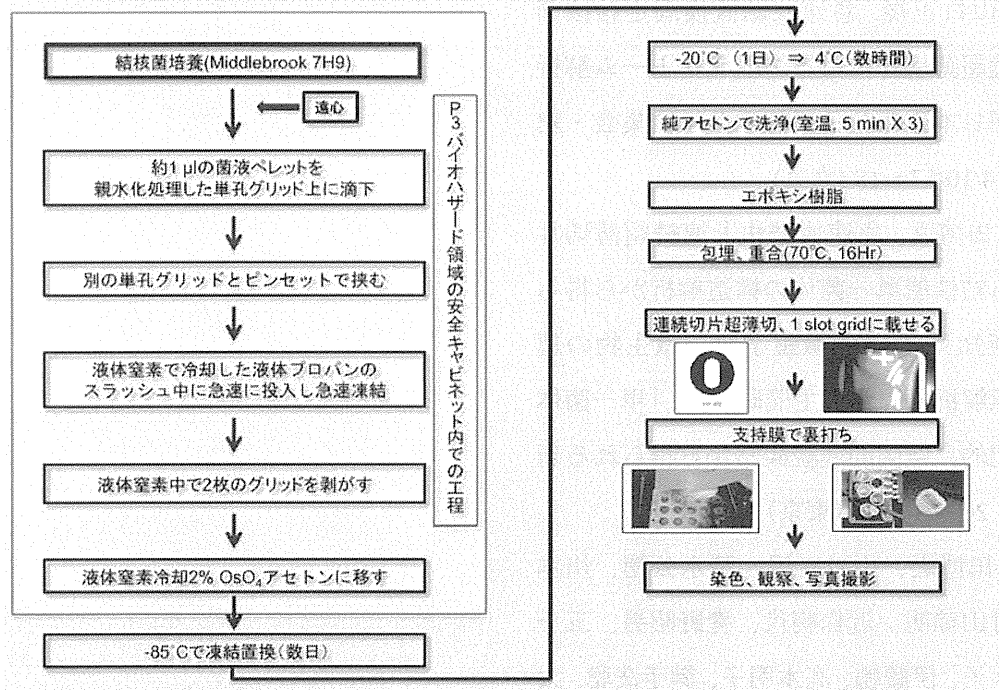 結核菌培養(Middlebrook 7H9)
遠心
約1 µlの菌液ペレットを
親水化処理した単孔グリッド上に滴下
別の単孔グリッドとピンセットで挟む
液体窒素で冷却した液体プロパンの
スラッシュ中に急速に投入し急速凍結
液体窒素中で2枚のグリッドを剥がす
液体窒素冷却2% OsO₄アセトンに移す
P3バイオハザード領域の安全キャビネット内での工程
-85℃で凍結置換（数日）
-20℃（1日）⇒ 4℃（数時間）
純アセトンで洗浄(室温, 5 min X 3)
エポキシ樹脂
包埋、重合(70℃, 16Hr)
連続切片超薄切、1 slot gridに載せる
支持膜で裏打ち
染色、観察、写真撮影